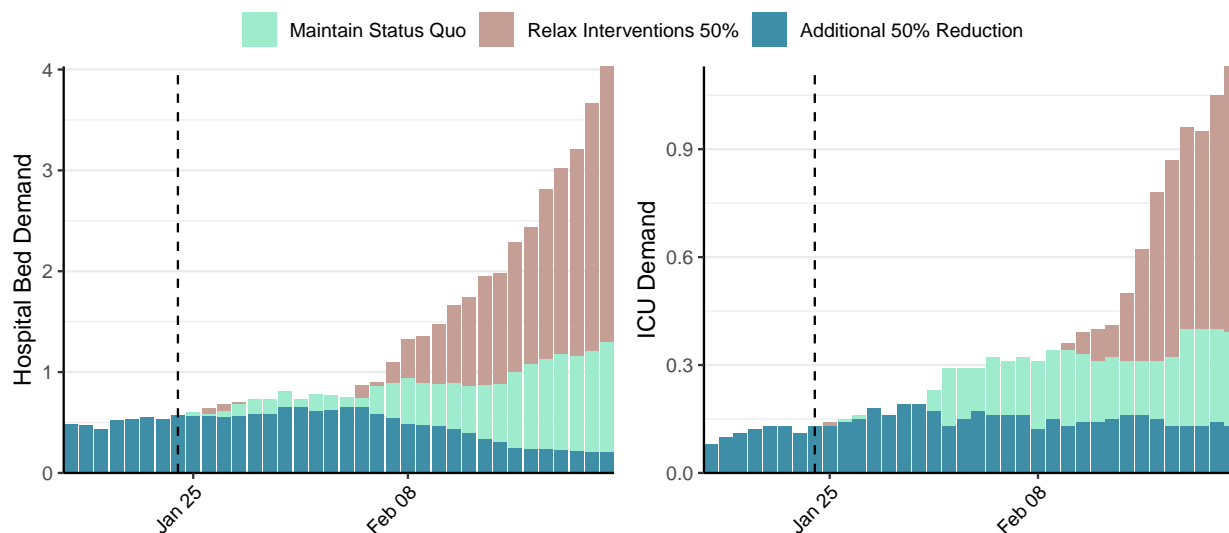 Maintain Status Quo Relax Interventions 50% Additional 50% Reduction
Hospital Bed Demand
4
3
2
1
0
Jan 25
Feb 08
ICU Demand
0.9
0.6
0.3
0.0
Jan 25
Feb 08